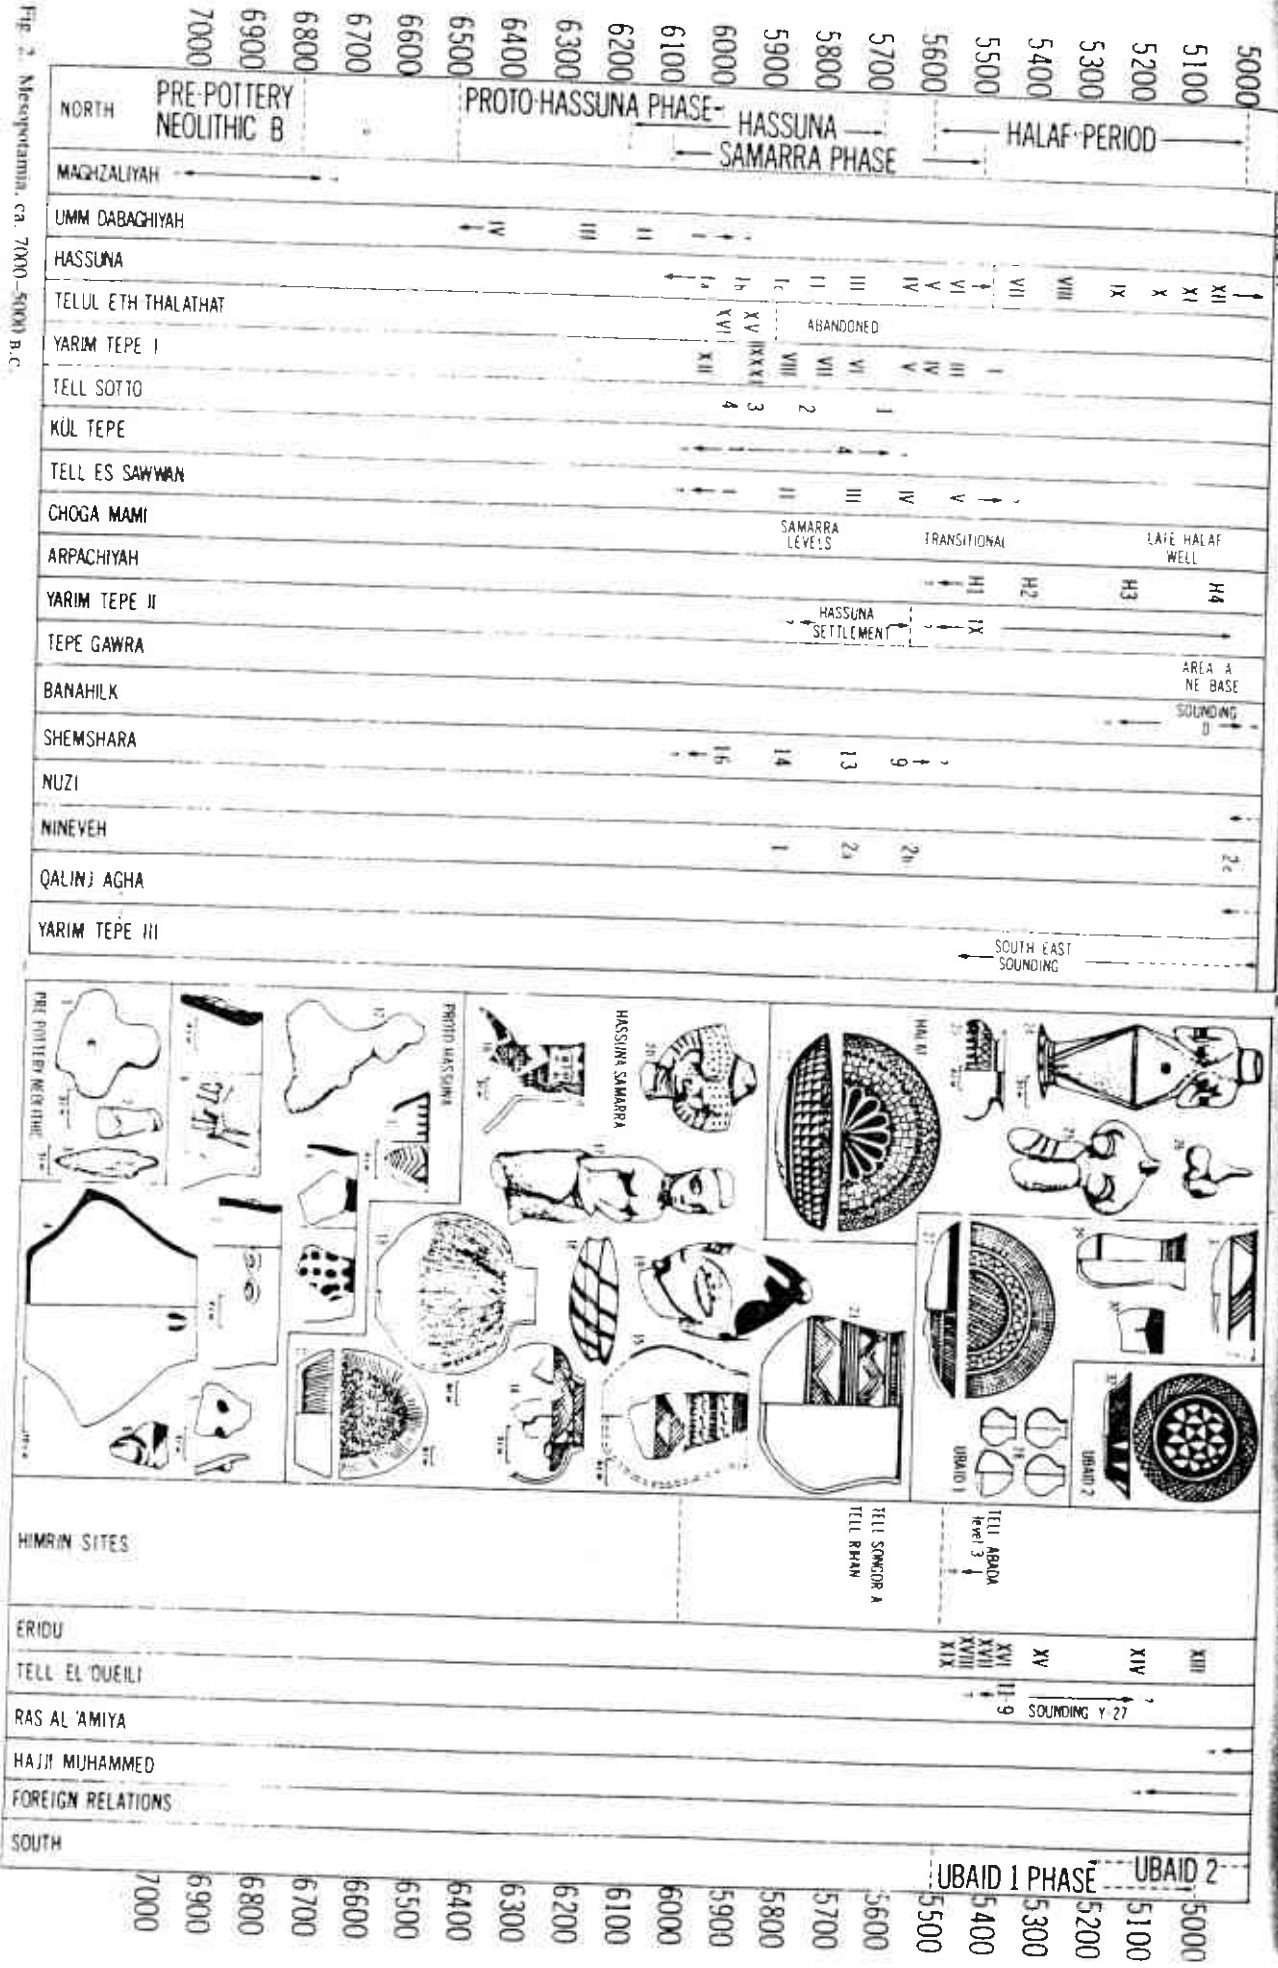 7000 6900 6800 6700 6600 6500 6400 6300 6200 6100 6000 5900 5800 5700 5600 5500 5400 5300 5200 5100 5000
NORTH
PRE-POTTERY
NEOLITHIC B
PROTO-HASSUNA PHASE
HASSUNA
SAMARRA PHASE
HALAF PERIOD
MAGHZALIYAH
UMM DABAGHIYAH IV III II I
HASSUNA Ia Ib Ic II III IV V VI VII VIII IX X XI XII
TELUL ETH THALATHAT XVI XV ABANDONED
YARIM TEPE I XII VIII VII VI V IV III I
TELL SOTTO 4 3 2 1
KÜL TEPE 1 4
TELL ES SAWWAN I II III IV V
CHOGA MAMI
SAMARRA
LEVELS
TRANSITIONAL
LATE HALAF
WELL
ARPACHIYAH H1 H2 H3 H4
YARIM TEPE II
HASSUNA
SETTLEMENT
IX
TEPE GAWRA
AREA A
NE BASE
BANAHILK
SOUNDING
D
SHEMSHARA 16 14 13 9
NUZI
NINEVEH 1 2a 2b 2c
QALINJ AGHA
YARIM TEPE III
SOUTH EAST
SOUNDING
PRE POTTERY NEOLITHIC
PROTO HASSUNA
HASSUNA SAMARRA
HALAF
UBAID 1
UBAID 2
HIMRIN SITES
TELL SONGOR A
TELL RIHAN
TELL ABADA
level 3
ERIDU XIX XVIII XVII XVI XV XIV XIII
TELL EL 'OUEILI 11-9 SOUNDING Y-27 ?
RAS AL 'AMIYA
HAJJI MUHAMMED
FOREIGN RELATIONS
SOUTH
UBAID 1 PHASE
UBAID 2
7000 6900 6800 6700 6600 6500 6400 6300 6200 6100 6000 5900 5800 5700 5600 5500 5400 5300 5200 5100 5000
Fig. 2. Mesopotamia, ca. 7000–5000 B.C.